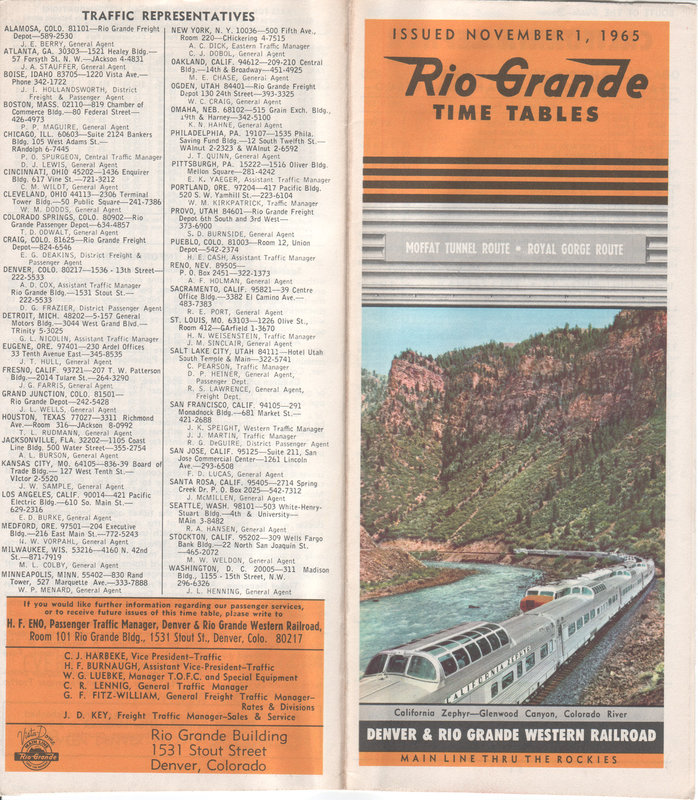 TRAFFIC REPRESENTATIVES
ALAMOSA, COLO. 81101—Rio Grande Freight
Depot—589-2530
J. E. BERRY, General Agent
ATLANTA, GA. 30303—1521 Healey Bldg.—
57 Forsyth St. N. W.—JAckson 4-4831
J. A. STAUFFER, General Agent
BOISE, IDAHO 83705—1220 Vista Ave.—
Phone 342-1722
J. T. HOLLANDSWORTH, District
Freight & Passenger Agent
BOSTON, MASS. 02110—819 Chamber of
Commerce Bldg.—80 Federal Street—
426-4973
P. P. MAGUIRE, General Agent
CHICAGO, ILL. 60603—Suite 2124 Bankers
Bldg. 105 West Adams St.—
RAndolph 6-7445
P. O. SPURGEON, Central Traffic Manager
D. J. LEWIS, General Agent
CINCINNATI, OHIO 45202—1436 Enquirer
Bldg. 617 Vine St.—721-3212
C. M. WILDT, General Agent
CLEVELAND, OHIO 44113—2306 Terminal
Tower Bldg.—50 Public Square—241-7386
W. M. DODDS, General Agent
COLORADO SPRINGS, COLO. 80902—Rio
Grande Passenger Depot—634-4857
T. D. ODWALT, General Agent
CRAIG, COLO. 81625—Rio Grande Freight
Depot—824-6546
E. G. DEAKINS, District Freight &
Passenger Agent
DENVER, COLO. 80217—1536 - 13th Street—
222-5533
A. D. COX, Assistant Traffic Manager
Rio Grande Bldg.—1531 Stout St.—
222-5533
D. G. FRAZIER, District Passenger Agent
DETROIT, MICH. 48202—5-157 General
Motors Bldg.—3044 West Grand Blvd.—
TRinity 5-3025
G. L. NICOLIN, Assistant Traffic Manager
EUGENE, ORE. 97401—230 Ardel Offices
33 Tenth Avenue East—345-8535
J. T. HULL, General Agent
FRESNO, CALIF. 93721—207 T. W. Patterson
Bldg.—2014 Tulare St.—264-3290
J. G. FARRIS, General Agent
GRAND JUNCTION, COLO. 81501—
Rio Grande Depot—242-5428
J. L. WELLS, General Agent
HOUSTON, TEXAS 77027—3311 Richmond
Ave.—Room 316—JAckson 8-0992
T. L. RUDMANN, General Agent
JACKSONVILLE, FLA. 32202—1105 Coast
Line Bldg. 500 Water Street—355-2754
A. L. BURSON, General Agent
KANSAS CITY, MO. 64105—836-39 Board of
Trade Bldg.— 127 West Tenth St.—
VIctor 2-5520
J. W. SAMPLE, General Agent
LOS ANGELES, CALIF. 90014—421 Pacific
Electric Bldg.—610 So. Main St.—
629-2316
E. D. BURKE, General Agent
MEDFORD, ORE. 97501—204 Executive
Bldg.—216 East Main St.—772-5243
N. W. VORPAHL, General Agent
MILWAUKEE, WIS. 53216—4160 N. 42nd
St.—871-7919
M. L. COLBY, General Agent
MINNEAPOLIS, MINN. 55402—830 Rand
Tower, 527 Marquette Ave.—333-7888
W. P. MENARD, General Agent
NEW YORK, N. Y. 10036—500 Fifth Ave.,
Room 220—CHickering 4-7515
A. C. DICK, Eastern Traffic Manager
C. J. DOBOL, General Agent
OAKLAND, CALIF. 94612—209-210 Central
Bldg.—14th & Broadway—451-4925
M. E. CHASE, General Agent
OGDEN, UTAH 84401—Rio Grande Freight
Depot 130 24th Street—393-3325
W. C. CRAIG, General Agent
OMAHA, NEB. 68102—515 Grain Exch. Bldg.,
19th & Harney—342-5100
K. N. HAHNE, General Agent
PHILADELPHIA, PA. 19107—1535 Phila.
Saving Fund Bldg.—12 South Twelfth St.—
WAlnut 2-2323 & WAlnut 2-6592
J. T. QUINN, General Agent
PITTSBURGH, PA. 15222—1516 Oliver Bldg.
Mellon Square—281-4242
E. K. YAEGER, Assistant Traffic Manager
PORTLAND, ORE. 97204—417 Pacific Bldg.
520 S. W. Yamhill St.—223-6104
W. M. KIRKPATRICK, Traffic Manager
PROVO, UTAH 84601—Rio Grande Freight
Depot 6th South and 3rd West—
373-6900
S. D. BURNSIDE, General Agent
PUEBLO, COLO. 81003—Room 12, Union
Depot—542-2374
H. E. CASH, Assistant Traffic Manager
RENO, NEV. 89505—
P. O. Box 2451—322-1373
A. F. HOLMAN, General Agent
SACRAMENTO, CALIF. 95821—39 Centre
Office Bldg.—3382 El Camino Ave.—
483-7383
R. E. PORT, General Agent
ST. LOUIS, MO. 63103—1226 Olive St.,
Room 412—GArfield 1-3670
H. N. WEISENSTEIN, Traffic Manager
J. M. SINCLAIR, General Agent
SALT LAKE CITY, UTAH 84111—Hotel Utah
South Temple & Main—322-5741
C. PEARSON, Traffic Manager
D. P. HEINER, General Agent,
Passenger Dept.
R. S. LAWRENCE, General Agent,
Freight Dept.
SAN FRANCISCO, CALIF. 94105—291
Monadnock Bldg.—681 Market St.—
421-2688
J. K. SPEIGHT, Western Traffic Manager
J. J. MARTIN, Traffic Manager
R. G. DeGUIRE, District Passenger Agent
SAN JOSE, CALIF. 95125—Suite 211, San
Jose Commercial Center—1261 Lincoln
Ave.—293-6508
F. D. LUCAS, General Agent
SANTA ROSA, CALIF. 95405—2714 Spring
Creek Dr. P. O. Box 2025—542-7312
J. McMILLEN, General Agent
SEATTLE, WASH. 98101—503 White-Henry-
Stuart Bldg.—4th & University—
MAin 3-8482
R. A. HANSEN, General Agent
STOCKTON, CALIF. 95202—309 Wells Fargo
Bank Bldg.—22 North San Joaquin St.
—465-2072
M. W. WELDON, General Agent
WASHINGTON, D. C. 20005—311 Madison
Bldg., 1155 - 15th Street, N.W.
296-6326
J. L. HENNING, General Agent
If you would like further information regarding our passenger services,
or to receive future issues of this time table, please write to
H. F. ENO, Passenger Traffic Manager, Denver & Rio Grande Western Railroad,
Room 101 Rio Grande Bldg., 1531 Stout St., Denver, Colo. 80217
C. J. HARBEKE, Vice President–Traffic
H. F. BURNAUGH, Assistant Vice-President–Traffic
W. G. LUEBKE, Manager T.O.F.C. and Special Equipment
C. R. LENNIG, General Traffic Manager
G. F. FITZ-WILLIAM, General Freight Traffic Manager–
Rates & Divisions
J. D. KEY, Freight Traffic Manager–Sales & Service
Vista-Dome
MAIN LINE
Rio Grande
Rio Grande Building
1531 Stout Street
Denver, Colorado
ISSUED NOVEMBER 1, 1965
Rio Grande
TIME TABLES
MOFFAT TUNNEL ROUTE • ROYAL GORGE ROUTE
CALIFORNIA ZEPHYR
California Zephyr—Glenwood Canyon, Colorado River
DENVER & RIO GRANDE WESTERN RAILROAD
MAIN LINE THRU THE ROCKIES